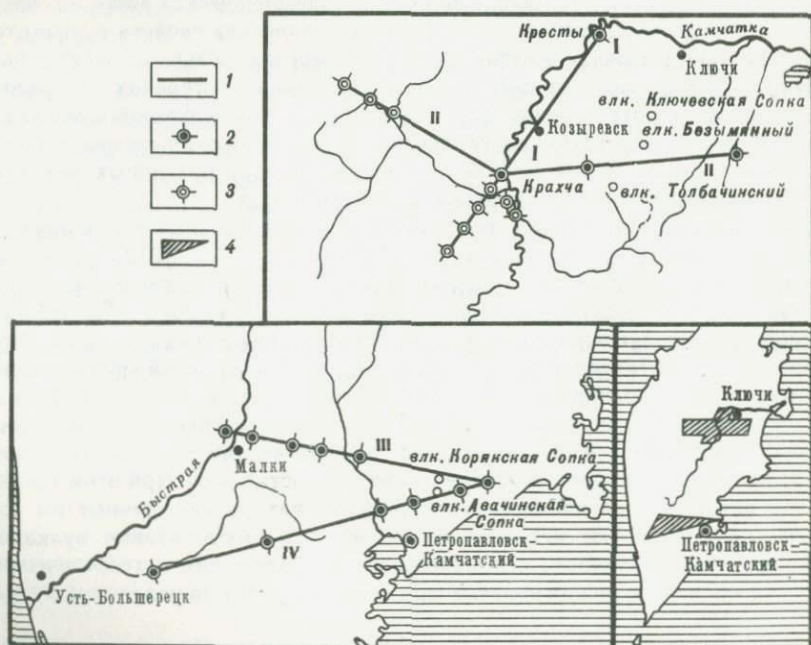 Кресты
I
Камчатка
Ключи
1
2
3
4
II
влк. Ключевская Сопка
Козыревск
влк. Безымянный
I
II
Крахча
влк. Толбачинский
III
влк. Корякская Сопка
Малки
Быстрая
влк. Авачинская
Сопка
IV
Петропавловск-
Камчатский
Усть-Большерецк
Ключи
Петропавловск-
Камчатский